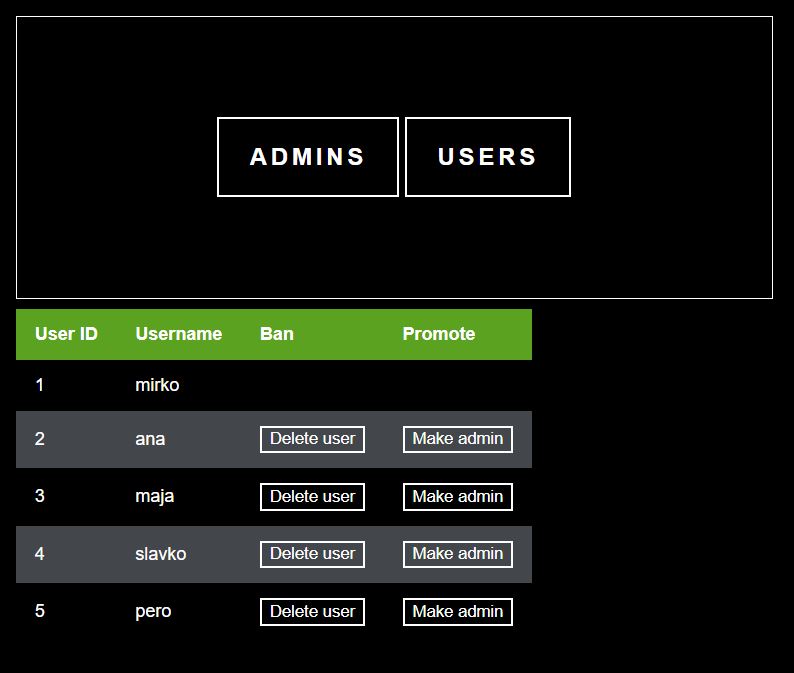 ADMINS USERS
User ID Username Ban Promote
1 mirko
2 ana Delete user Make admin
3 maja Delete user Make admin
4 slavko Delete user Make admin
5 pero Delete user Make admin